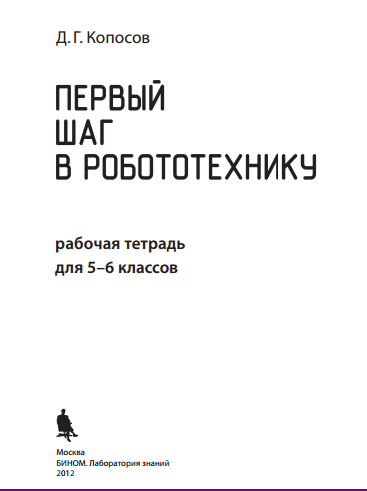 Д. Г. Копосов
ПЕРВЫЙ
ШАГ
В РОБОТОТЕХНИКУ
рабочая тетрадь
для 5–6 классов
Москва
БИНОМ. Лаборатория знаний
2012